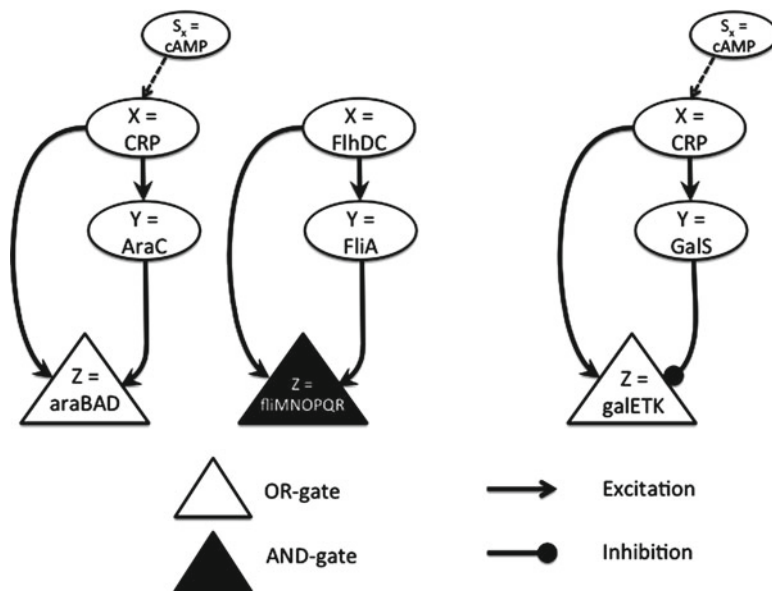 Sx =
cAMP
X =
CRP
Y =
AraC
Z =
araBAD
X =
FlhDC
Y =
FliA
Z =
fliMNOPQR
Sx =
cAMP
X =
CRP
Y =
GalS
Z =
galETK
OR-gate
AND-gate
Excitation
Inhibition